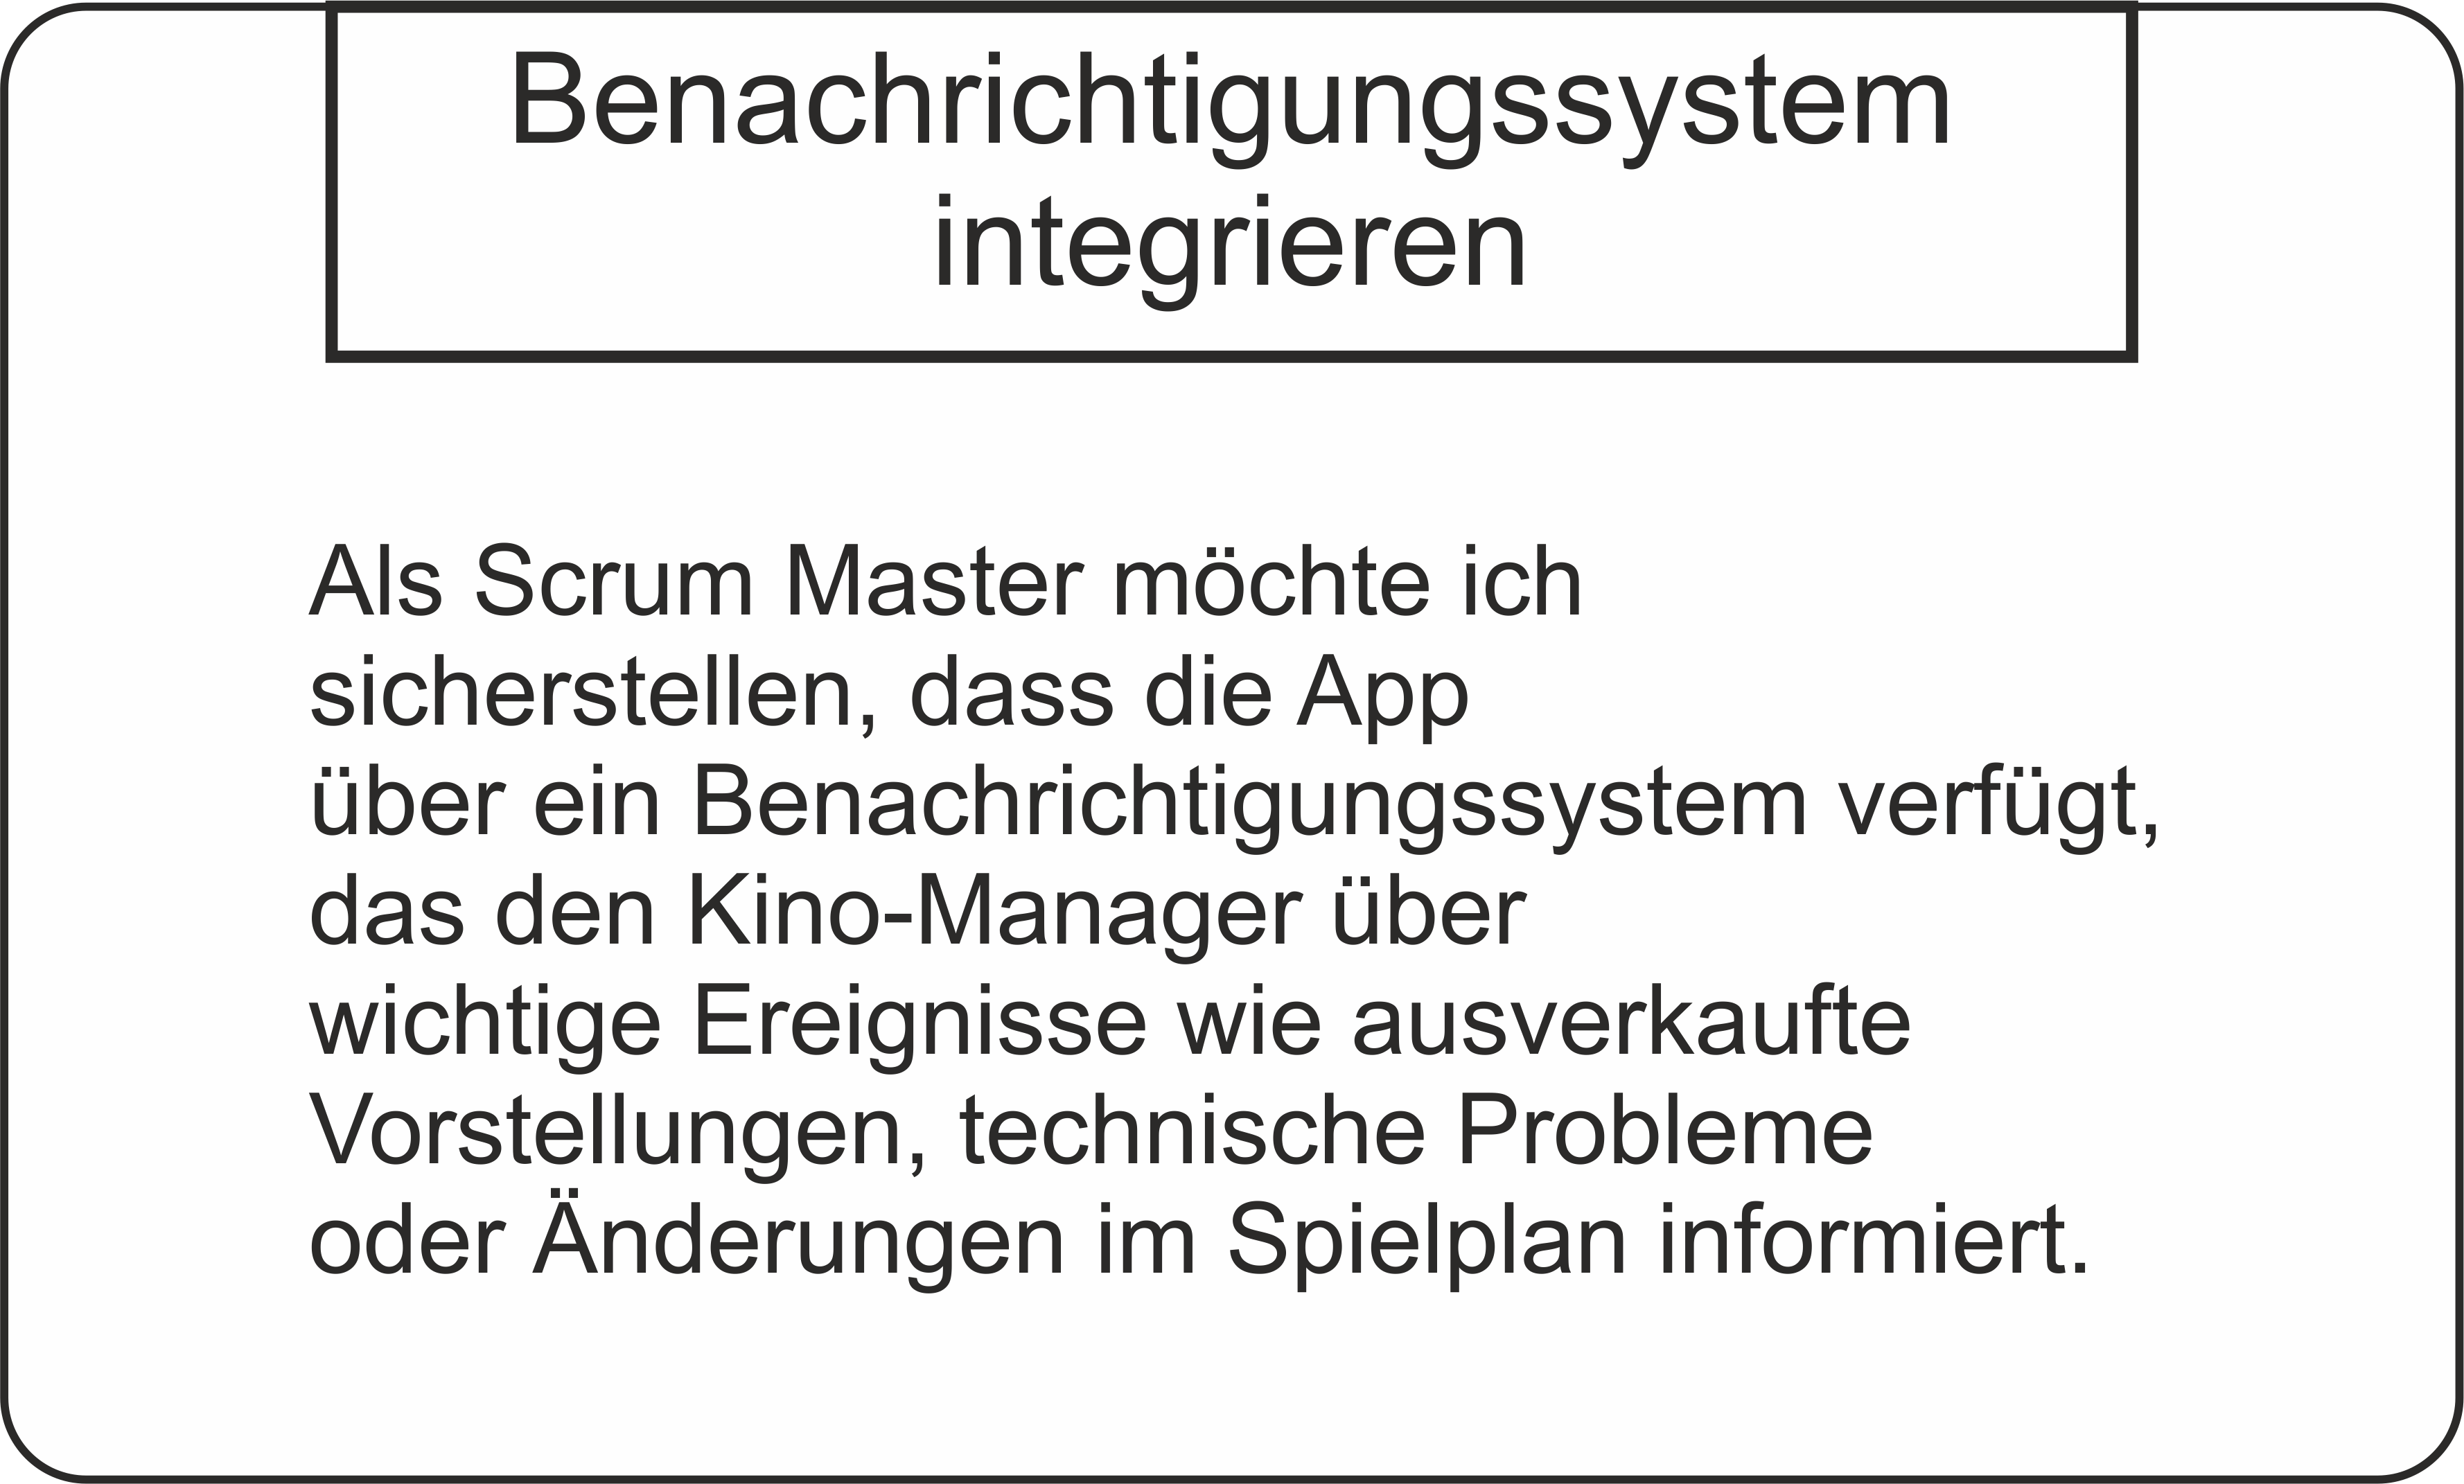 Benachrichtigungssystem
integrieren
Als Scrum Master möchte ich
sicherstellen, dass die App
über ein Benachrichtigungssystem verfügt,
das den Kino-Manager über
wichtige Ereignisse wie ausverkaufte
Vorstellungen, technische Probleme
oder Änderungen im Spielplan informiert.